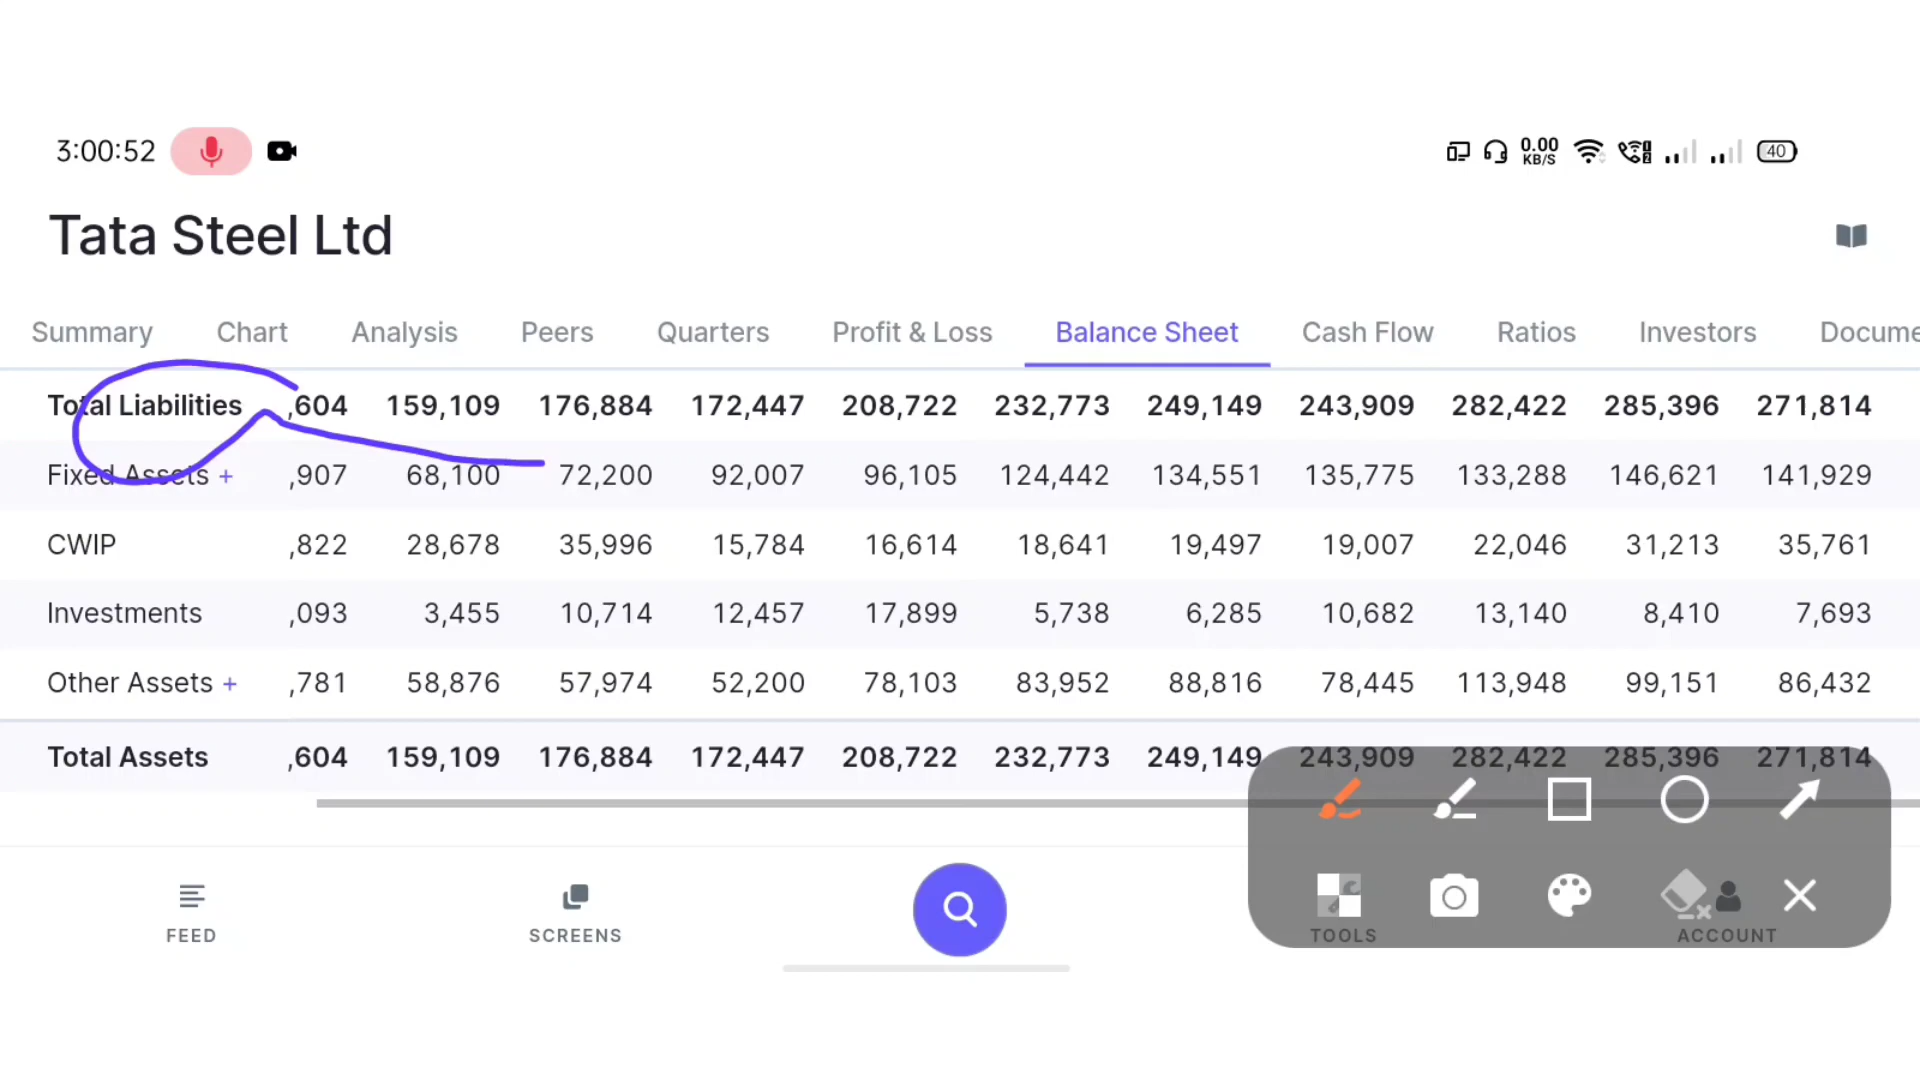 3:00:52 0.00 KB/S 40
Tata Steel Ltd
Summary Chart Analysis Peers Quarters Profit & Loss Balance Sheet Cash Flow Ratios Investors Docume
Total Liabilities ,604 159,109 176,884 172,447 208,722 232,773 249,149 243,909 282,422 285,396 271,814
Fixed Assets + ,907 68,100 72,200 92,007 96,105 124,442 134,551 135,775 133,288 146,621 141,929
CWIP ,822 28,678 35,996 15,784 16,614 18,641 19,497 19,007 22,046 31,213 35,761
Investments ,093 3,455 10,714 12,457 17,899 5,738 6,285 10,682 13,140 8,410 7,693
Other Assets + ,781 58,876 57,974 52,200 78,103 83,952 88,816 78,445 113,948 99,151 86,432
Total Assets ,604 159,109 176,884 172,447 208,722 232,773 249,149 243,909 282,422 285,396 271,814
FEED SCREENS TOOLS ACCOUNT